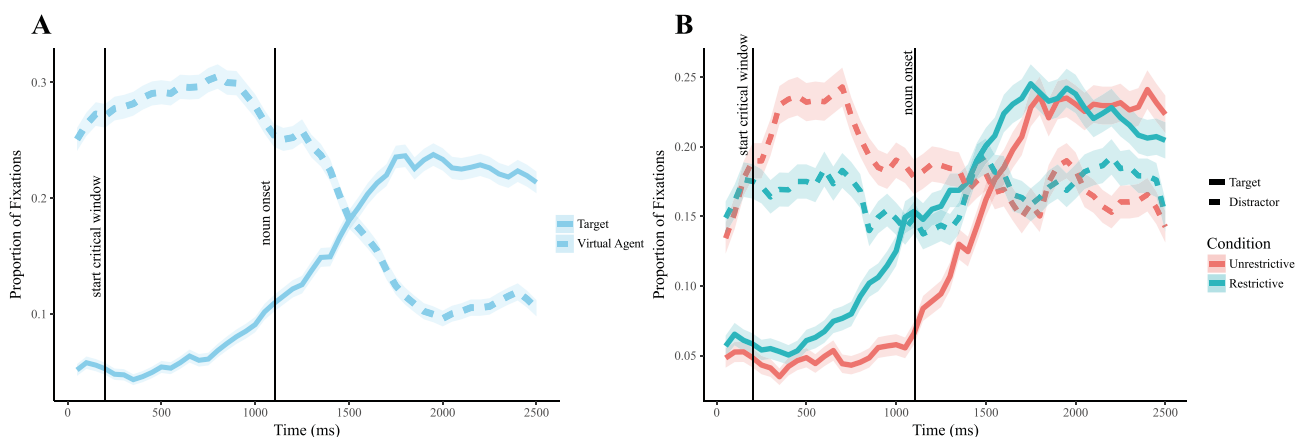 A
Proportion of Fixations
0.3
0.2
0.1
start critical window
noun onset
0
500
1000
1500
2000
2500
Time (ms)
Target
Virtual Agent
B
Proportion of Fixations
0.25
0.20
0.15
0.10
0.05
start critical window
noun onset
0
500
1000
1500
2000
2500
Time (ms)
Target
Distractor
Condition
Unrestrictive
Restrictive